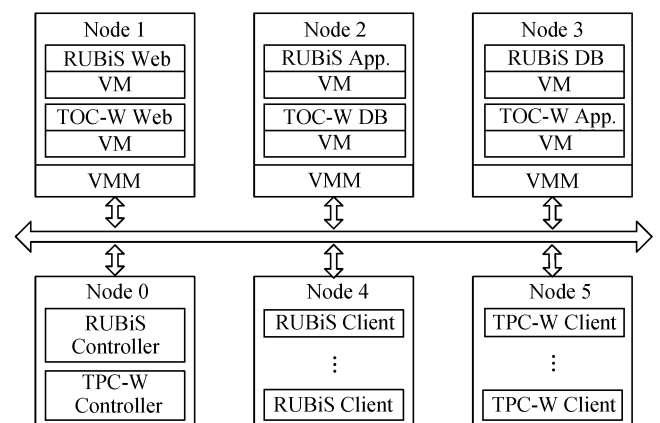 Node 1
RUBiS Web
VM
TOC-W Web
VM
VMM
Node 2
RUBiS App.
VM
TOC-W DB
VM
VMM
Node 3
RUBiS DB
VM
TOC-W App.
VM
VMM
Node 0
RUBiS
Controller
TPC-W
Controller
Node 4
RUBiS Client
⋮
RUBiS Client
Node 5
TPC-W Client
⋮
TPC-W Client